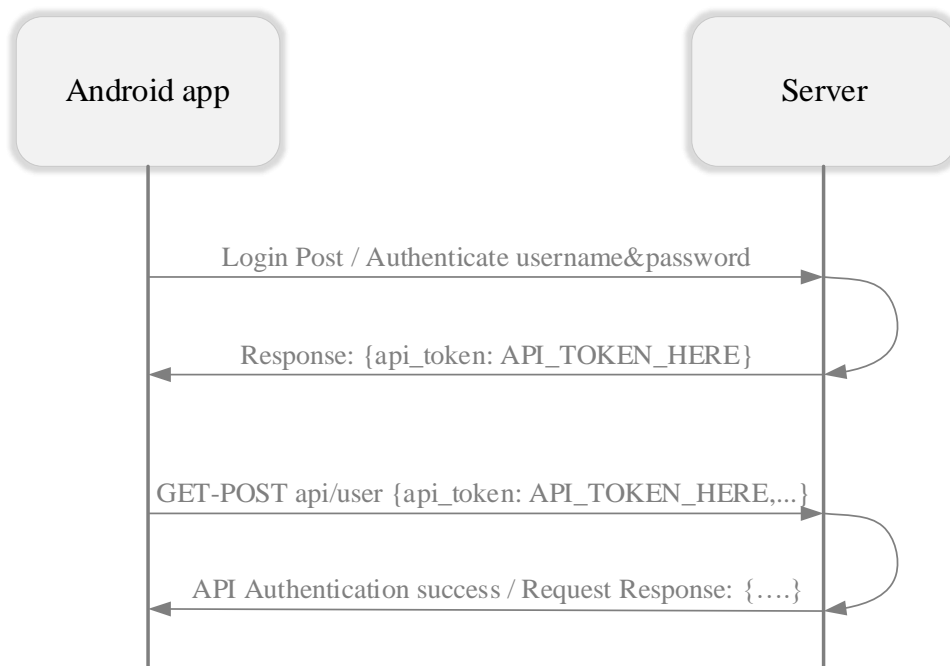 Android app
Server
Login Post / Authenticate username&password
Response: {api_token: API_TOKEN_HERE}
GET-POST api/user {api_token: API_TOKEN_HERE,...}
API Authentication success / Request Response: {….}